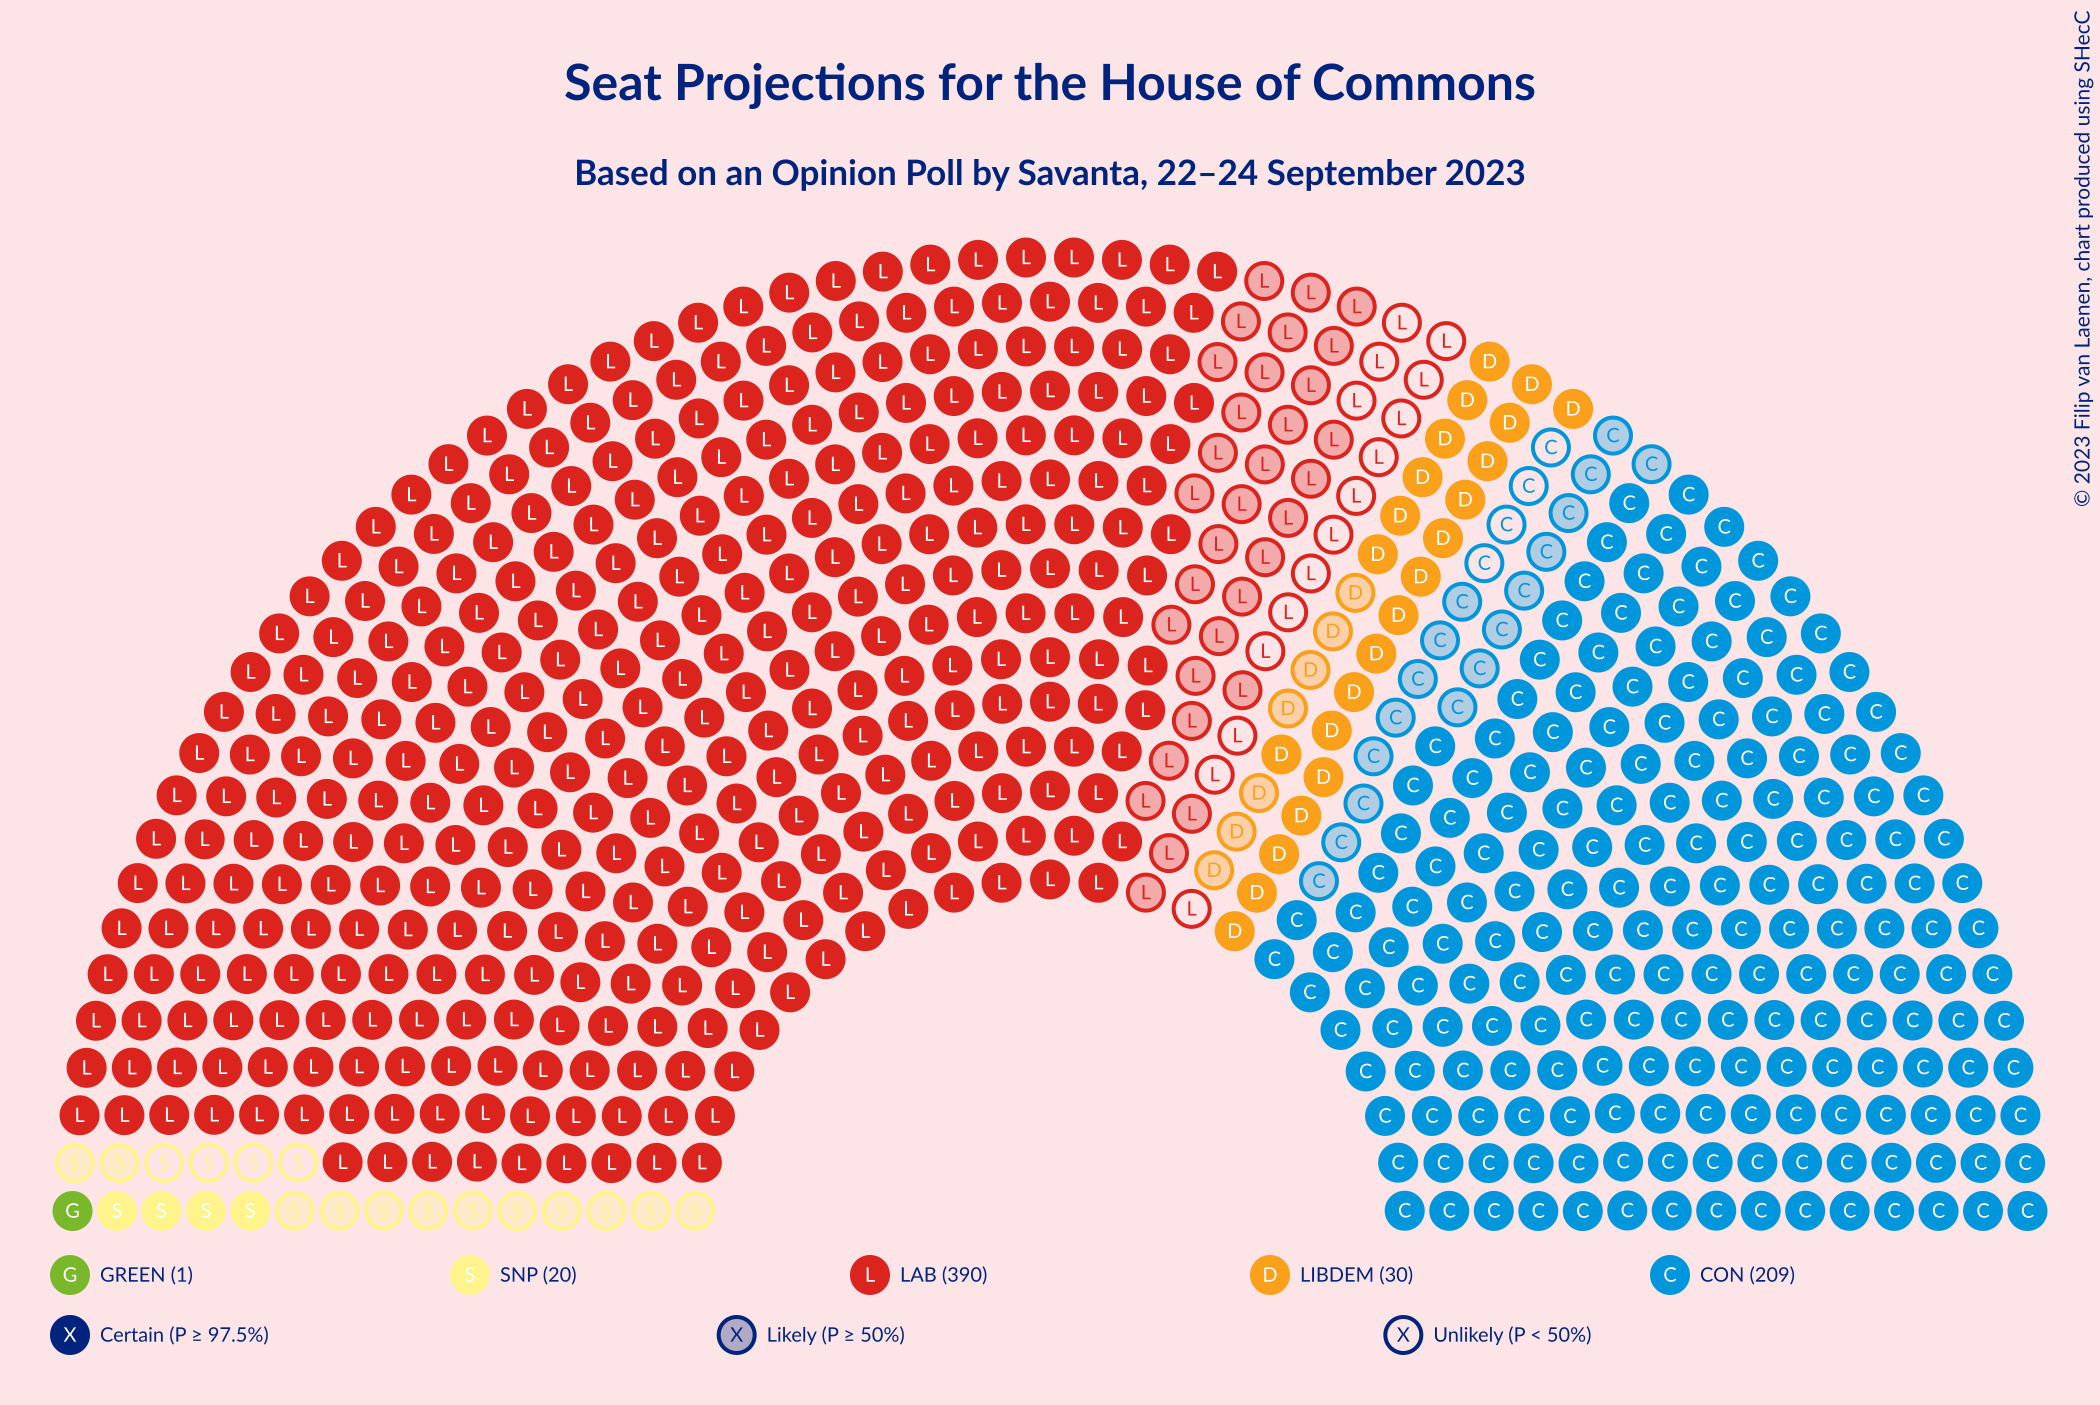 Seat Projections for the House of Commons
Based on an Opinion Poll by Savanta, 22–24 September 2023
© 2023 Filip van Laenen, chart produced using SHecC
G GREEN (1)
S SNP (20)
L LAB (390)
D LIBDEM (30)
C CON (209)
X Certain (P ≥ 97.5%)
X Likely (P ≥ 50%)
X Unlikely (P < 50%)